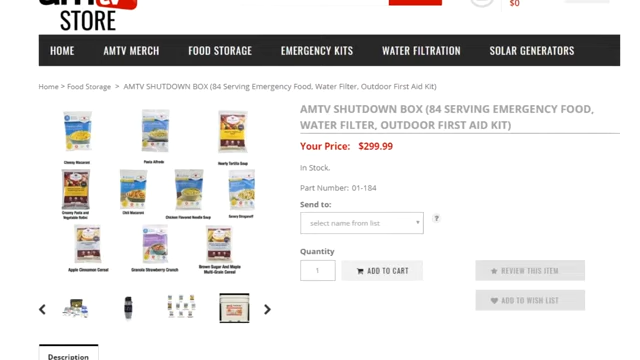 amtv
STORE
$0
HOME
AMTV MERCH
FOOD STORAGE
EMERGENCY KITS
WATER FILTRATION
SOLAR GENERATORS
Home > Food Storage > AMTV SHUTDOWN BOX (84 Serving Emergency Food, Water Filter, Outdoor First Aid Kit)
AMTV SHUTDOWN BOX (84 SERVING EMERGENCY FOOD,
WATER FILTER, OUTDOOR FIRST AID KIT)
Your Price: $299.99
In Stock.
Part Number: 01-184
Send to:
select name from list
?
Quantity
1
ADD TO CART
REVIEW THIS ITEM
ADD TO WISH LIST
Cheesy Macaroni
Pasta Alfredo
Hearty Tortilla Soup
Creamy Pasta and
Vegetable Rotini
Chili Macaroni
Chicken Flavored Noodle Soup
Savory Stroganoff
Apple Cinnamon Cereal
Granola Strawberry Crunch
Brown Sugar And Maple
Multi-Grain Cereal
Description